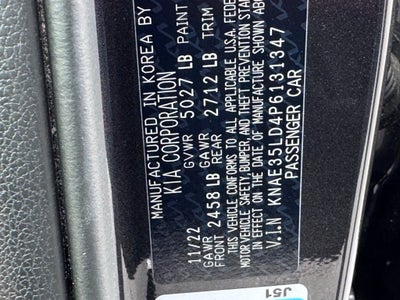 MANUFACTURED IN KOREA BY
KIA CORPORATION
11/22 GVWR 5027 LB PAINT
GAWR GAWR
FRONT 2458 LB REAR 2712 LB TRIM
THIS VEHICLE CONFORMS TO ALL APPLICABLE U.S.A. FEDE
MOTOR VEHICLE SAFETY, BUMPER, AND THEFT PREVENTION STAN
IN EFFECT ON THE DATE OF MANUFACTURE SHOWN ABO
V.I.N KNAE35LD4P6131347
PASSENGER CAR
J51